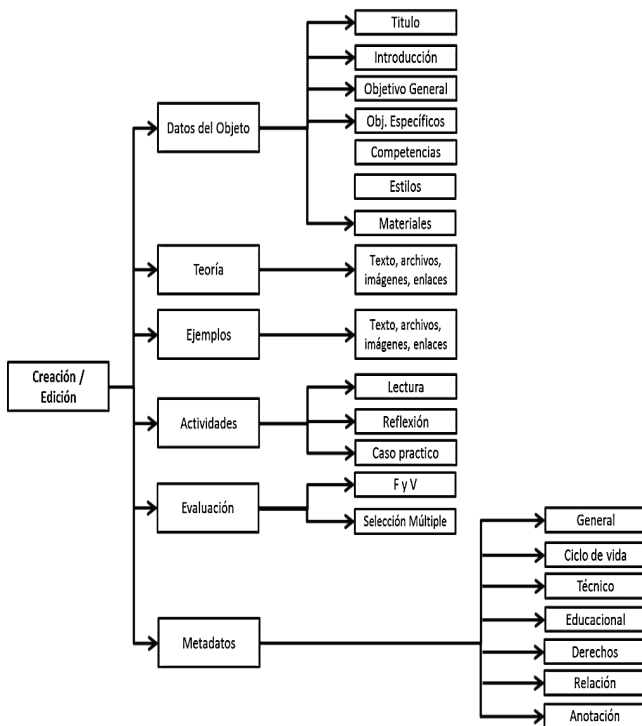 Titulo
Introducción
Objetivo General
Datos del Objeto
Obj. Específicos
Competencias
Estilos
Materiales
Teoría
Texto, archivos,
imágenes, enlaces
Ejemplos
Texto, archivos,
imágenes, enlaces
Creación /
Edición
Lectura
Actividades
Reflexión
Caso practico
F y V
Evaluación
Selección Múltiple
General
Ciclo de vida
Técnico
Educacional
Metadatos
Derechos
Relación
Anotación